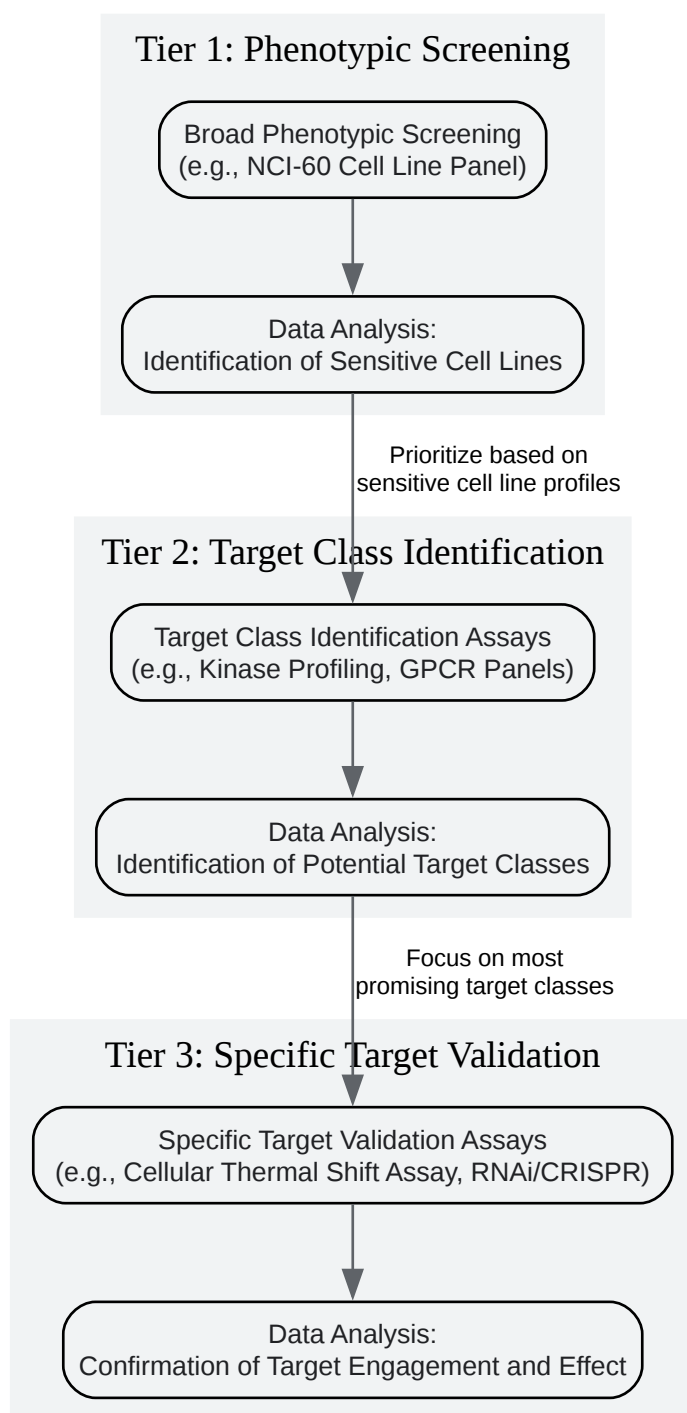 Tier 1: Phenotypic Screening
Broad Phenotypic Screening
(e.g., NCI-60 Cell Line Panel)
Data Analysis:
Identification of Sensitive Cell Lines
Prioritize based on
sensitive cell line profiles
Tier 2: Target Class Identification
Target Class Identification Assays
(e.g., Kinase Profiling, GPCR Panels)
Data Analysis:
Identification of Potential Target Classes
Focus on most
promising target classes
Tier 3: Specific Target Validation
Specific Target Validation Assays
(e.g., Cellular Thermal Shift Assay, RNAi/CRISPR)
Data Analysis:
Confirmation of Target Engagement and Effect